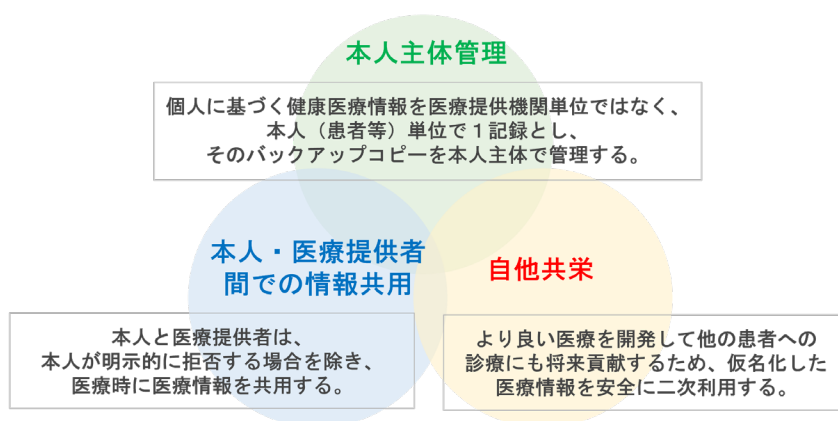 本人主体管理
個人に基づく健康医療情報を医療提供機関単位ではなく、
本人（患者等）単位で１記録とし、
そのバックアップコピーを本人主体で管理する。
本人・医療提供者
間での情報共用
本人と医療提供者は、
本人が明示的に拒否する場合を除き、
医療時に医療情報を共用する。
自他共栄
より良い医療を開発して他の患者への
診療にも将来貢献するため、仮名化した
医療情報を安全に二次利用する。